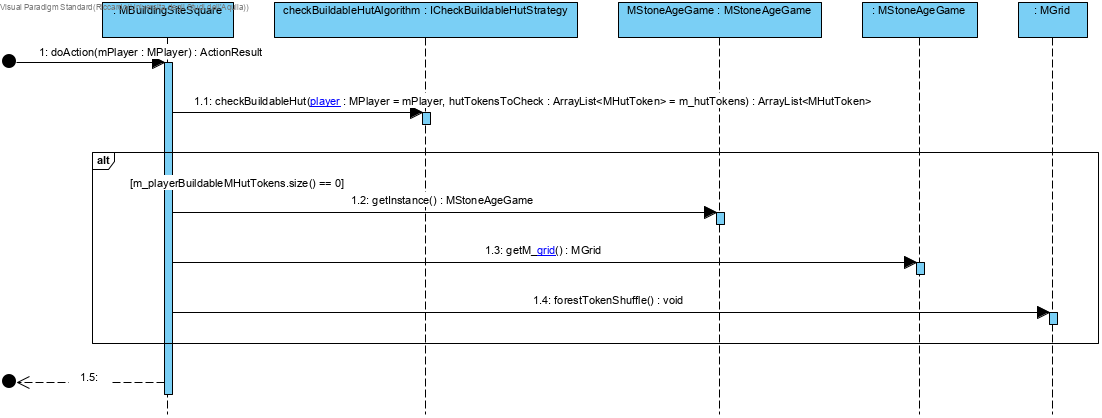 Visual Paradigm Standard(
: MBuildingSiteSquare
checkBuildableHutAlgorithm : ICheckBuildableHutStrategy
MStoneAgeGame : MStoneAgeGame
: MStoneAgeGame
: MGrid
1: doAction(mPlayer : MPlayer) : ActionResult
1.1: checkBuildableHut(player : MPlayer = mPlayer, hutTokensToCheck : ArrayList<MHutToken> = m_hutTokens) : ArrayList<MHutToken>
alt
[m_playerBuildableMHutTokens.size() == 0]
1.2: getInstance() : MStoneAgeGame
1.3: getM_grid() : MGrid
1.4: forestTokenShuffle() : void
1.5: